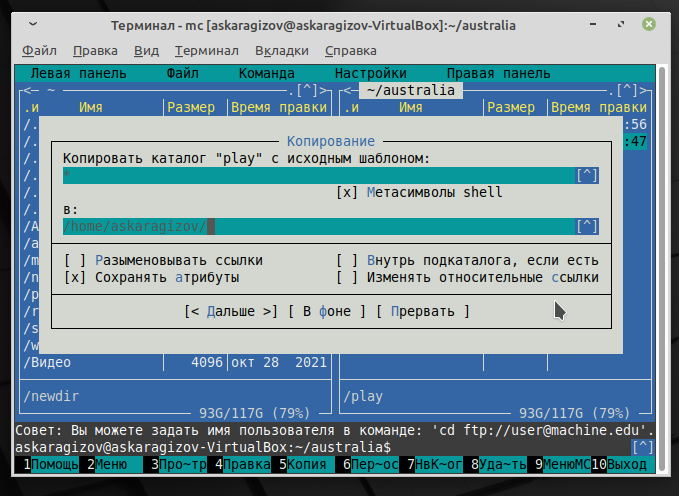 Терминал - mc [askaragizov@askaragizov-VirtualBox]:~/australia
Файл Правка Вид Терминал Вкладки Справка
Левая панель Файл Команда Настройки Правая панель
<— ~ .[^]> <— ~/australia .[^]>
.и Имя Размер Время правки .и Имя Размер Время правки
/. :56
/. :47
/.
/.
/.
/.
/A
/a
/m
/n
/p
/r
/s
/w
Копирование
Копировать каталог "play" с исходным шаблоном:
* [^]
[x] Метасимволы shell
в:
/home/askaragizov/ [^]
[ ] Разыменовывать ссылки [ ] Внутрь подкаталога, если есть
[x] Сохранять атрибуты [ ] Изменять относительные ссылки
[< Дальше >] [ В фоне ] [ Прервать ]
/Видео 4096 окт 28 2021
/newdir /play
93G/117G (79%) 93G/117G (79%)
Совет: Вы можете задать имя пользователя в команде: 'cd ftp://user@machine.edu'.
askaragizov@askaragizov-VirtualBox:~/australia$ [^]
1Помощь 2Меню 3Про~тр 4Правка 5Копия 6Пер~ос 7НвК~ог 8Уда~ть 9МенюMC 10Выход